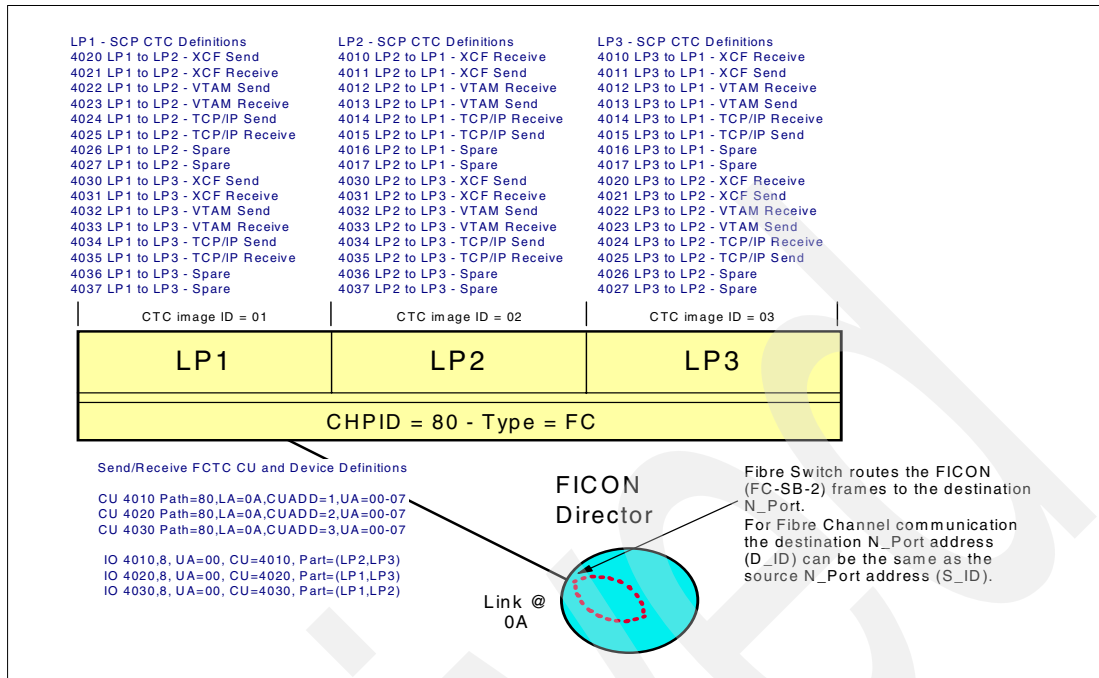 LP1 - SCP CTC Definitions
4020 LP1 to LP2 - XCF Send
4021 LP1 to LP2 - XCF Receive
4022 LP1 to LP2 - VTAM Send
4023 LP1 to LP2 - VTAM Receive
4024 LP1 to LP2 - TCP/IP Send
4025 LP1 to LP2 - TCP/IP Receive
4026 LP1 to LP2 - Spare
4027 LP1 to LP2 - Spare
4030 LP1 to LP3 - XCF Send
4031 LP1 to LP3 - XCF Receive
4032 LP1 to LP3 - VTAM Send
4033 LP1 to LP3 - VTAM Receive
4034 LP1 to LP3 - TCP/IP Send
4035 LP1 to LP3 - TCP/IP Receive
4036 LP1 to LP3 - Spare
4037 LP1 to LP3 - Spare
LP2 - SCP CTC Definitions
4010 LP2 to LP1 - XCF Receive
4011 LP2 to LP1 - XCF Send
4012 LP2 to LP1 - VTAM Receive
4013 LP2 to LP1 - VTAM Send
4014 LP2 to LP1 - TCP/IP Receive
4015 LP2 to LP1 - TCP/IP Send
4016 LP2 to LP1 - Spare
4017 LP2 to LP1 - Spare
4030 LP2 to LP3 - XCF Send
4031 LP2 to LP3 - XCF Receive
4032 LP2 to LP3 - VTAM Send
4033 LP2 to LP3 - VTAM Receive
4034 LP2 to LP3 - TCP/IP Send
4035 LP2 to LP3 - TCP/IP Receive
4036 LP2 to LP3 - Spare
4037 LP2 to LP3 - Spare
LP3 - SCP CTC Definitions
4010 LP3 to LP1 - XCF Receive
4011 LP3 to LP1 - XCF Send
4012 LP3 to LP1 - VTAM Receive
4013 LP3 to LP1 - VTAM Send
4014 LP3 to LP1 - TCP/IP Receive
4015 LP3 to LP1 - TCP/IP Send
4016 LP3 to LP1 - Spare
4017 LP3 to LP1 - Spare
4020 LP3 to LP2 - XCF Receive
4021 LP3 to LP2 - XCF Send
4022 LP3 to LP2 - VTAM Receive
4023 LP3 to LP2 - VTAM Send
4024 LP3 to LP2 - TCP/IP Receive
4025 LP3 to LP2 - TCP/IP Send
4026 LP3 to LP2 - Spare
4027 LP3 to LP2 - Spare
CTC image ID = 01
CTC image ID = 02
CTC image ID = 03
LP1
LP2
LP3
CHPID = 80 - Type = FC
Send/Receive FCTC CU and Device Definitions
CU 4010 Path=80,LA=0A,CUADD=1,UA=00-07
CU 4020 Path=80,LA=0A,CUADD=2,UA=00-07
CU 4030 Path=80,LA=0A,CUADD=3,UA=00-07
IO 4010,8, UA=00, CU=4010, Part=(LP2,LP3)
IO 4020,8, UA=00, CU=4020, Part=(LP1,LP3)
IO 4030,8, UA=00, CU=4030, Part=(LP1,LP2)
FICON
Director
Link @
0A
Fibre Switch routes the FICON
(FC-SB-2) frames to the destination
N_Port.
For Fibre Channel communication
the destination N_Port address
(D_ID) can be the same as the
source N_Port address (S_ID).